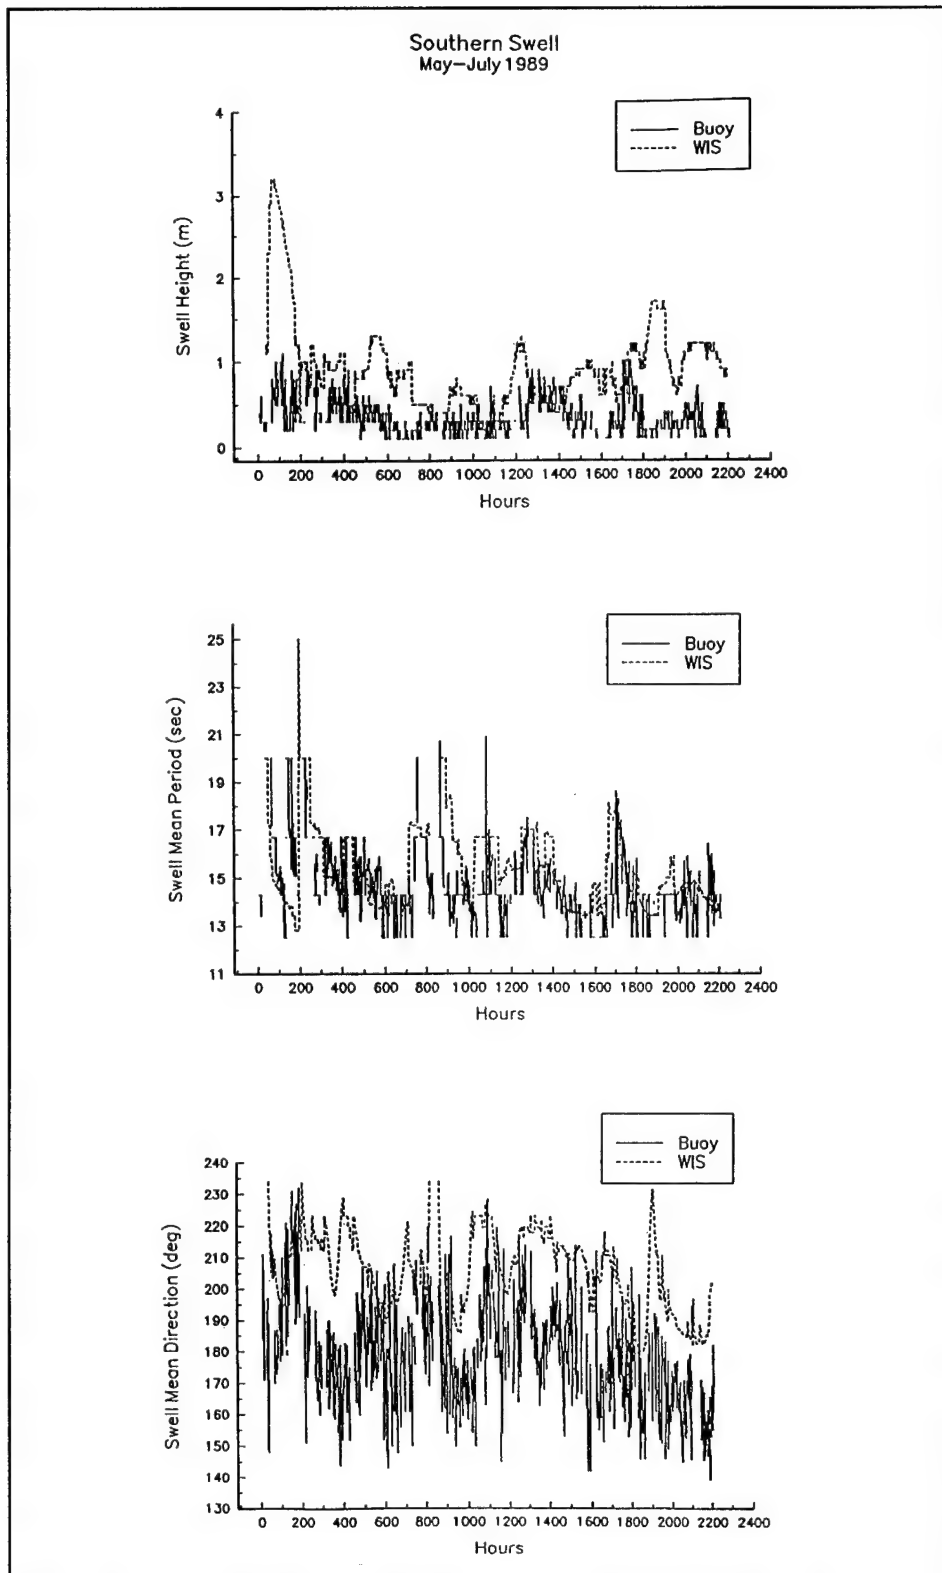 Southern Swell
May-July 1989
Buoy
WIS
Swell Height (m)
4
3
2
1
0
0 200 400 600 800 1000 1200 1400 1600 1800 2000 2200 2400
Hours
Buoy
WIS
Swell Mean Period (sec)
25
23
21
19
17
15
13
11
0 200 400 600 800 1000 1200 1400 1600 1800 2000 2200 2400
Hours
Buoy
WIS
Swell Mean Direction (deg)
240
230
220
210
200
190
180
170
160
150
140
130
0 200 400 600 800 1000 1200 1400 1600 1800 2000 2200 2400
Hours